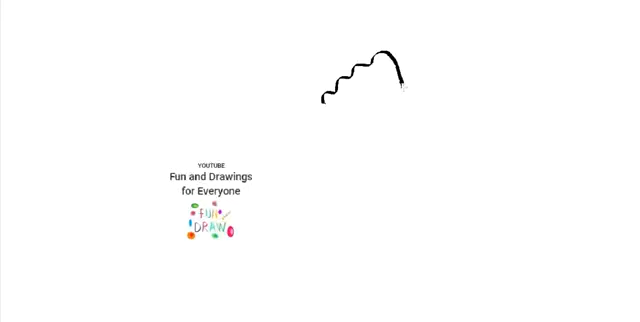 YOUTUBE
Fun and Drawings
for Everyone
FUN
DRAW